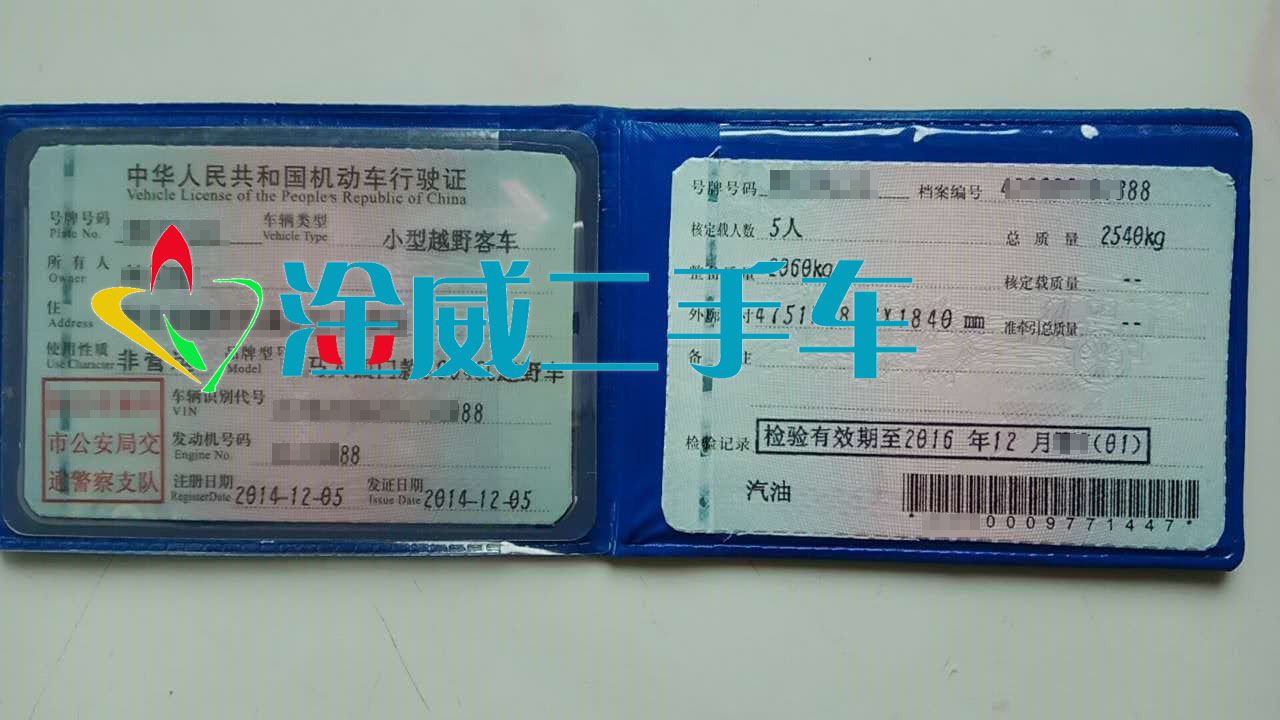 中华人民共和国机动车行驶证
Vehicle License of the People's Republic of China
号牌号码
Plate No.
车辆类型
Vehicle Type
小型越野客车
所有人
Owner
住
Address
使用性质
Use Character
非营
品牌型号
Model
越野车
车辆识别代号
VIN
88
发动机号码
Engine No.
88
市公安局交
通警察支队
注册日期
RegisterDate
2014-12-05
发证日期
Issue Date
2014-12-05
涂威二手车
号牌号码
档案编号
888
核定载人数 5人
总质量 2540kg
2060kg
核定载质量 --
1840 mm
准牵引总质量 --
备注
检验记录
检验有效期至2016 年12 月 (01)
汽油
0009771447*